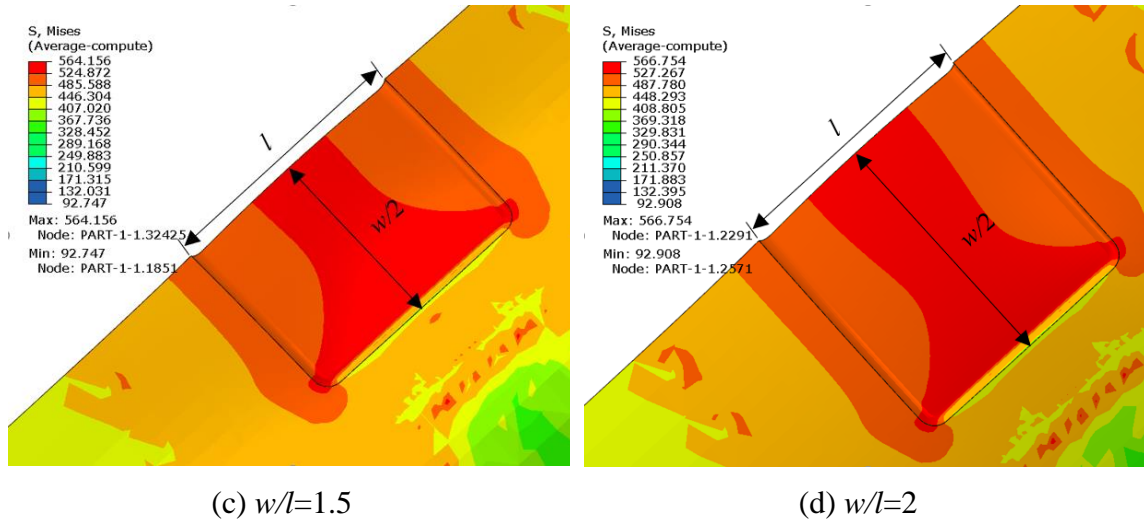 S, Mises
(Average-compute)
564.156
524.872
485.588
446.304
407.020
367.736
328.452
289.168
249.883
210.599
171.315
132.031
92.747
Max: 564.156
Node: PART-1-1.32425
Min: 92.747
Node: PART-1-1.1851
l
w/2
(c) w/l=1.5
S, Mises
(Average-compute)
566.754
527.267
487.780
448.293
408.805
369.318
329.831
290.344
250.857
211.370
171.883
132.395
92.908
Max: 566.754
Node: PART-1-1.2291
Min: 92.908
Node: PART-1-1.2571
l
w/2
(d) w/l=2